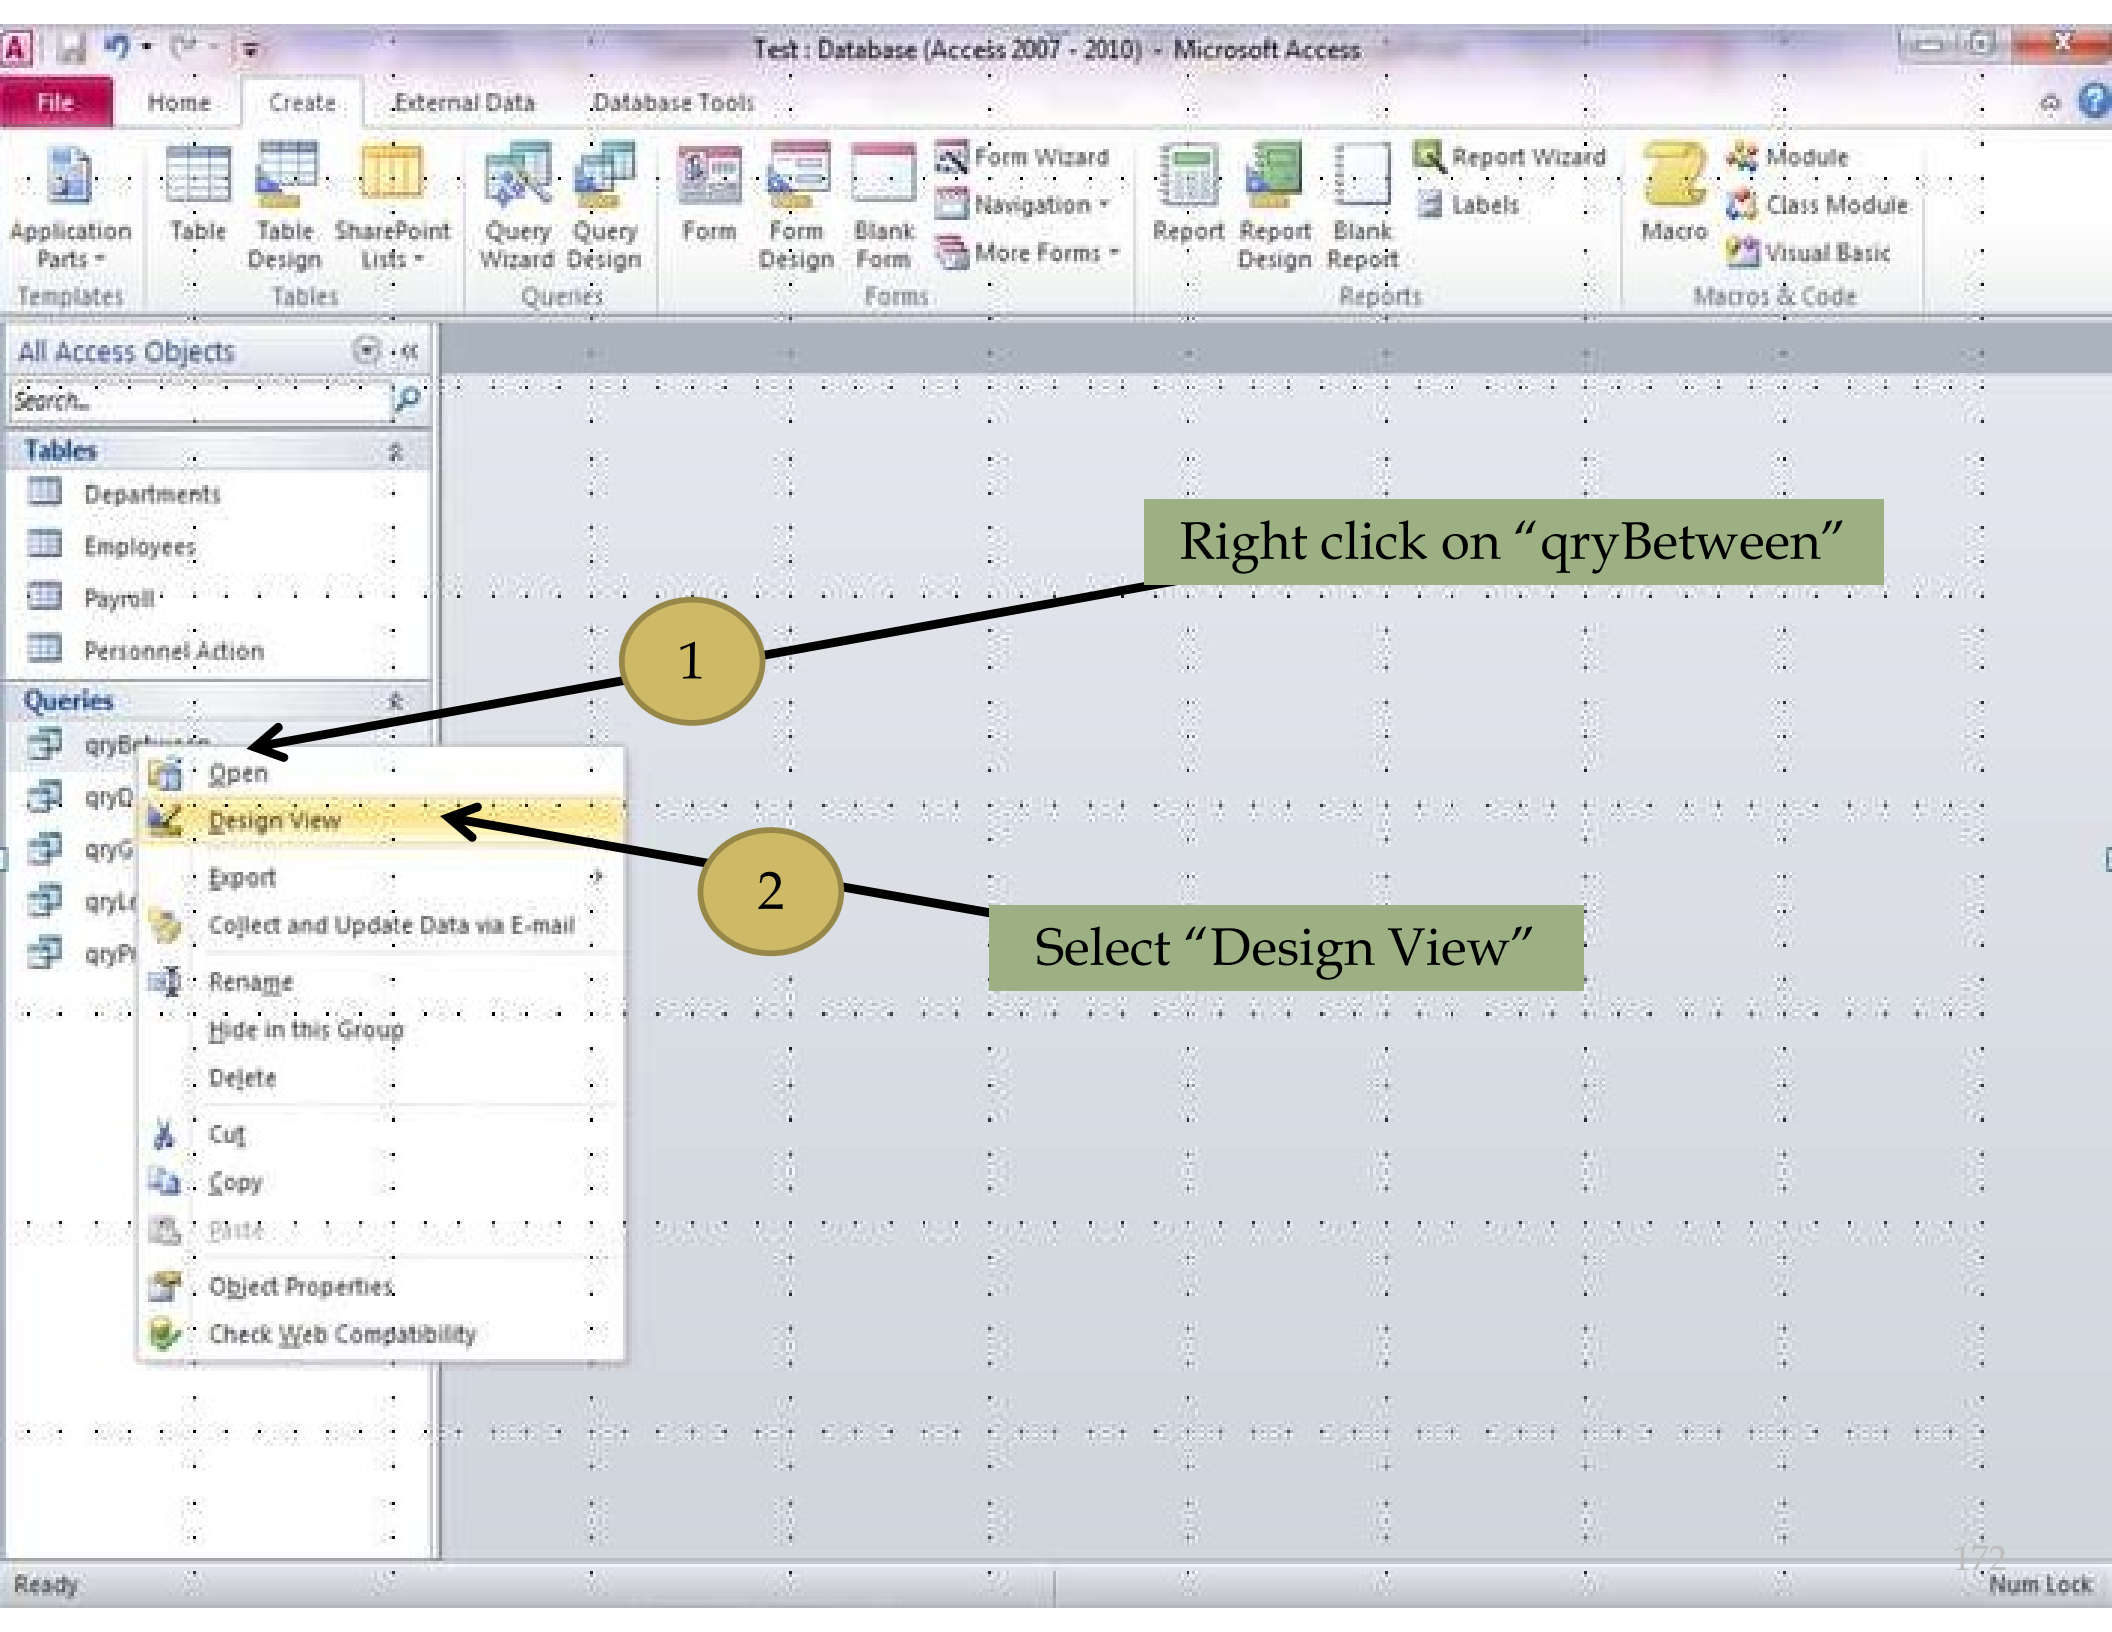 Test : Database (Access 2007 - 2010) - Microsoft Access
File Home Create External Data Database Tools
Application Parts
Table
Table Design
SharePoint Lists
Query Wizard
Query Design
Form
Form Design
Blank Form
Form Wizard
Navigation
More Forms
Report
Report Design
Blank Report
Report Wizard
Labels
Macro
Module
Class Module
Visual Basic
Templates Tables Queries Forms Reports Macros & Code
All Access Objects
Search...
Tables
Departments
Employees
Payroll
Personnel Action
Queries
qryBetween
Open
Design View
Export
Collect and Update Data via E-mail
Rename
Hide in this Group
Delete
Cut
Copy
Paste
Object Properties
Check Web Compatibility
Right click on “qryBetween”
1
2
Select “Design View”
172
Ready Num Lock